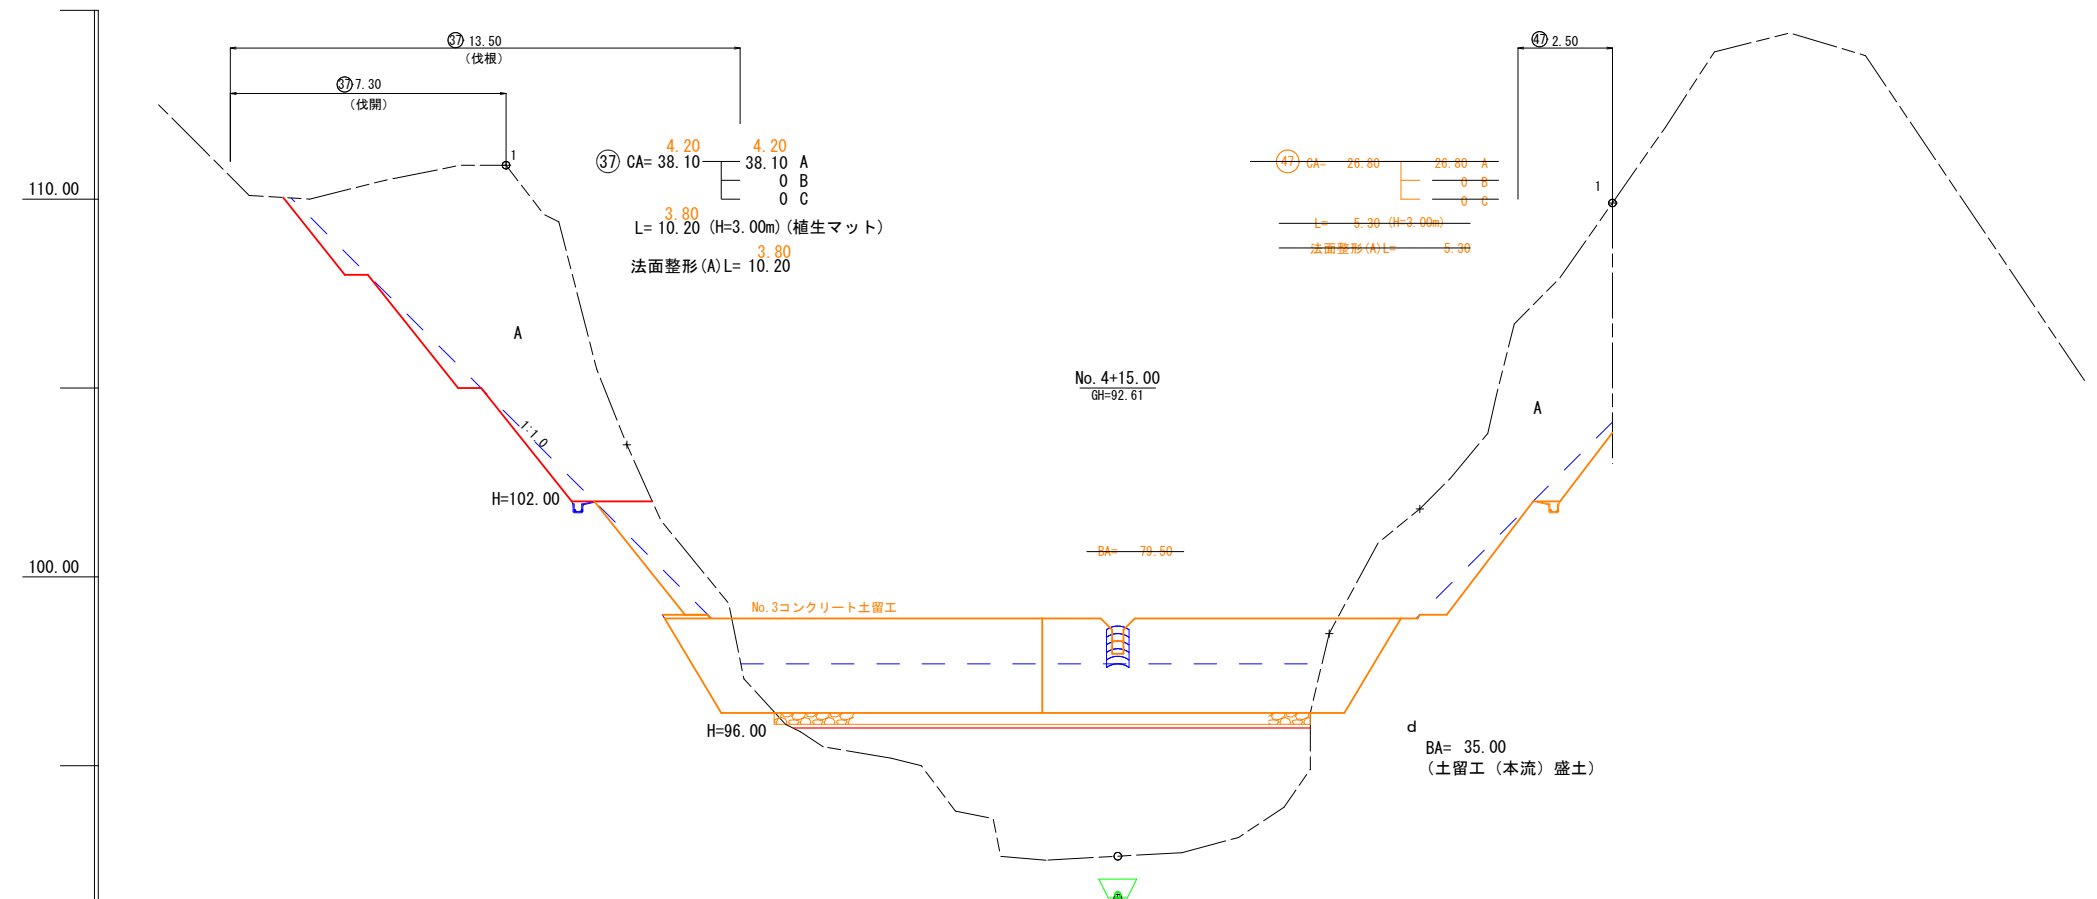 ㊲ 13.50
(伐根)
㊲ 7.30
(伐開)
㊼ 2.50
1
4.20 4.20
㊲ CA= 38.10 38.10 A
0 B
0 C
3.80
L= 10.20 (H=3.00m) (植生マット)
3.80
法面整形(A)L= 10.20
㊼ CA= 26.80 26.80 A
0 B
0 C
L= 5.30 (H=3.00m)
法面整形(A)L= 5.30
1
110.00
A
No.4+15.00
GH=92.61
A
1:1.0
H=102.00
BA= 79.50
100.00
No.3コンクリート土留工
H=96.00
d
BA= 35.00
(土留工(本流)盛土)